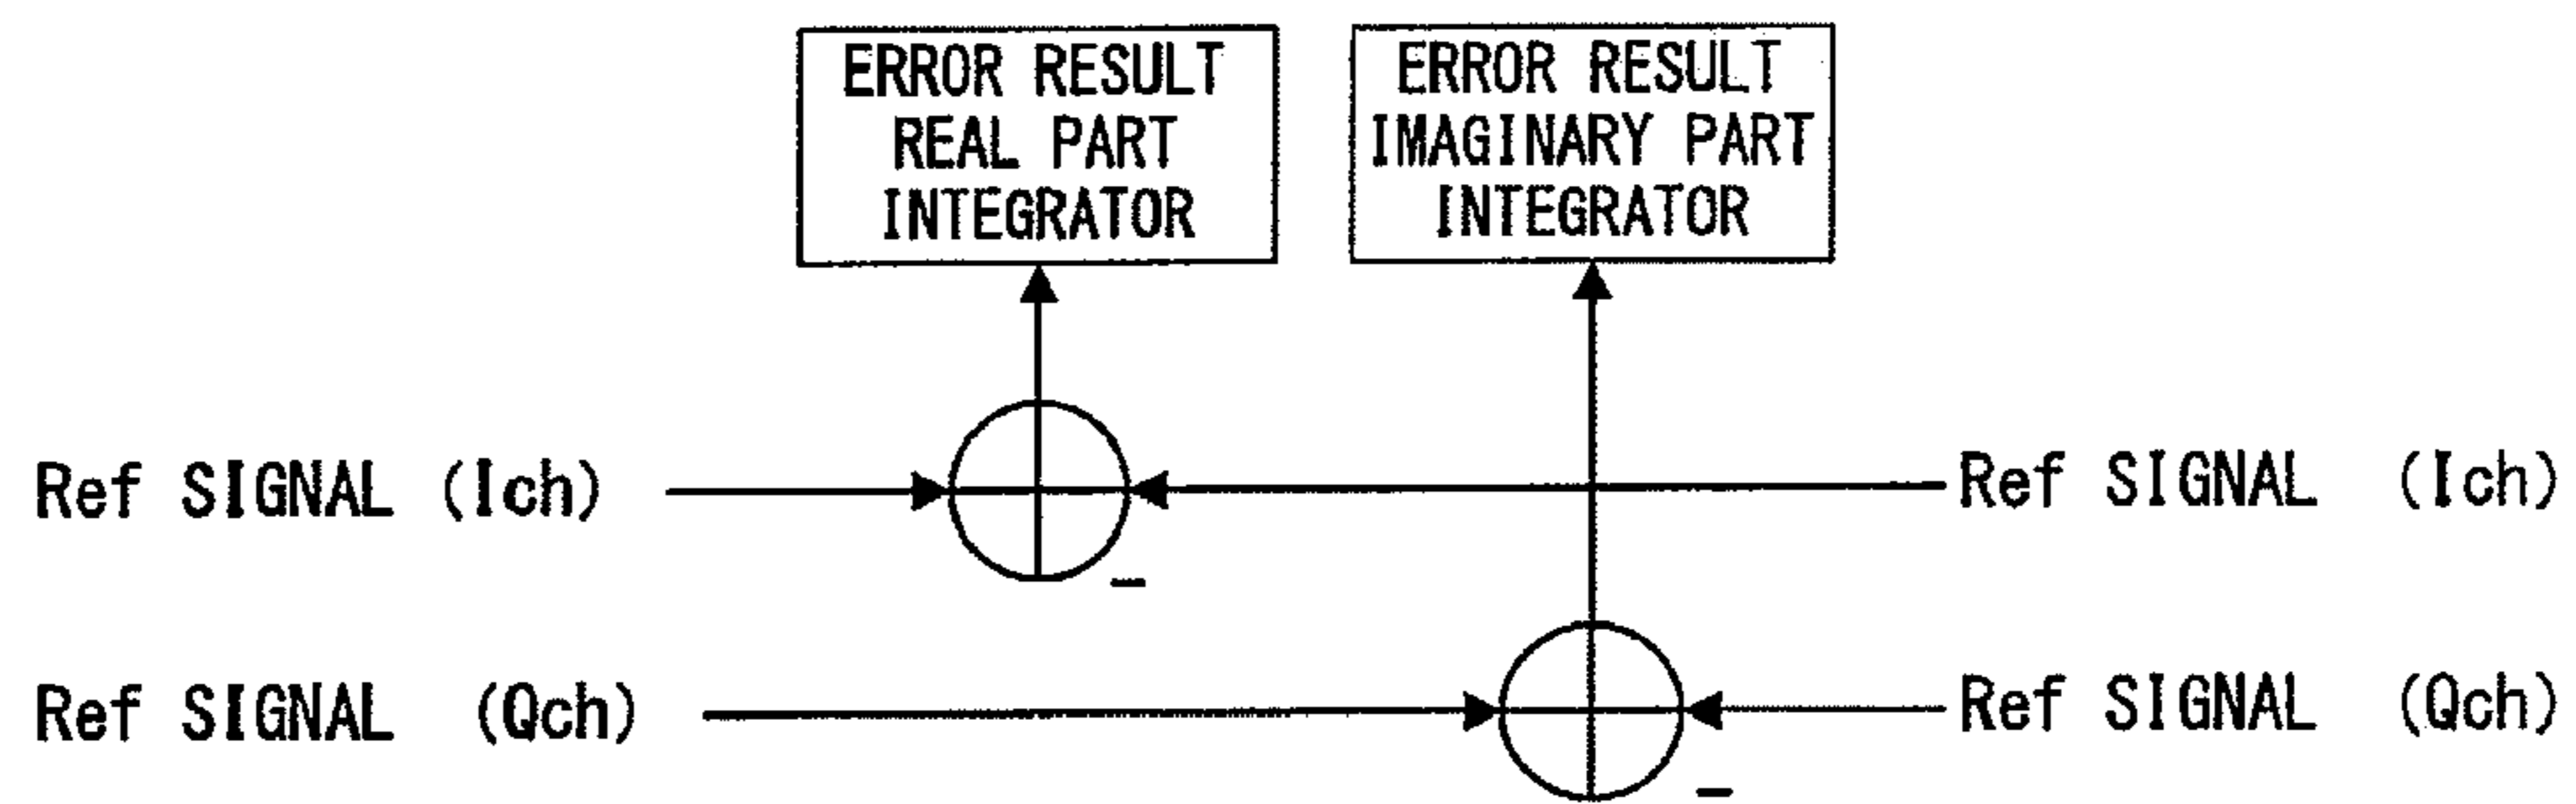 ERROR RESULT
REAL PART
INTEGRATOR
ERROR RESULT
IMAGINARY PART
INTEGRATOR
Ref SIGNAL (Ich)
Ref SIGNAL (Ich)
-
Ref SIGNAL (Qch)
Ref SIGNAL (Qch)
-